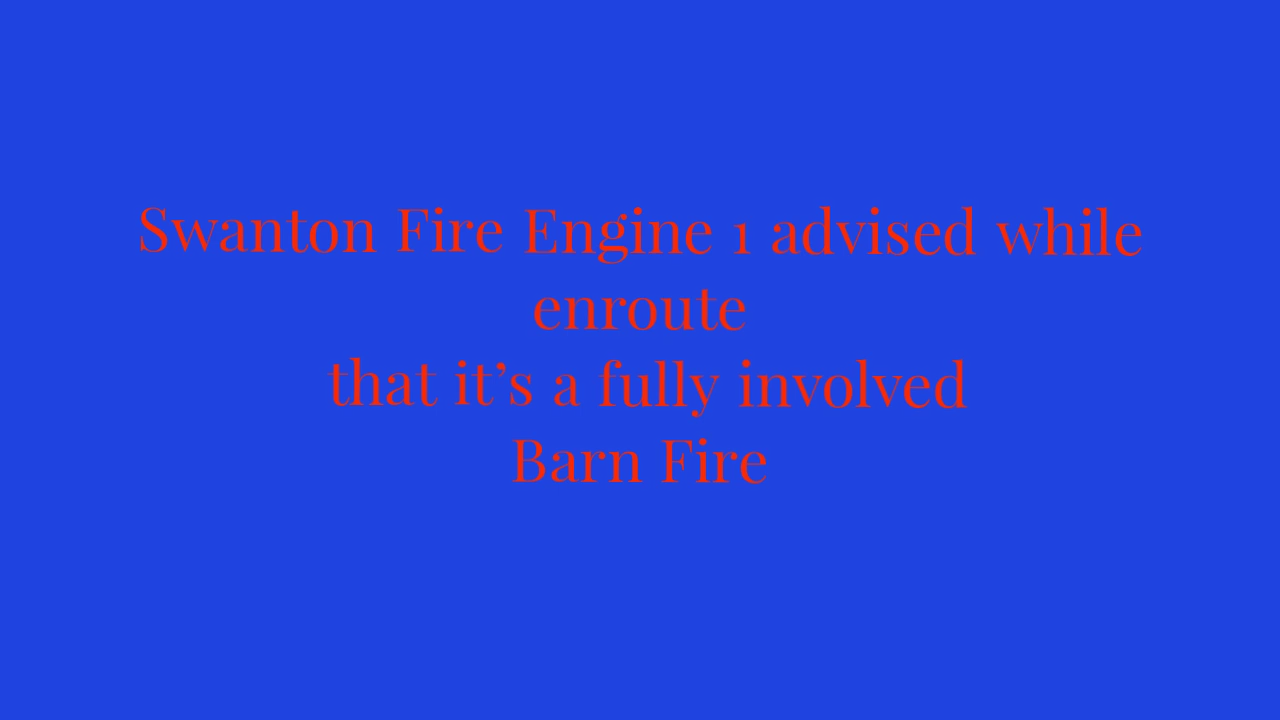 Swanton Fire Engine 1 advised while
enroute
that it’s a fully involved
Barn Fire